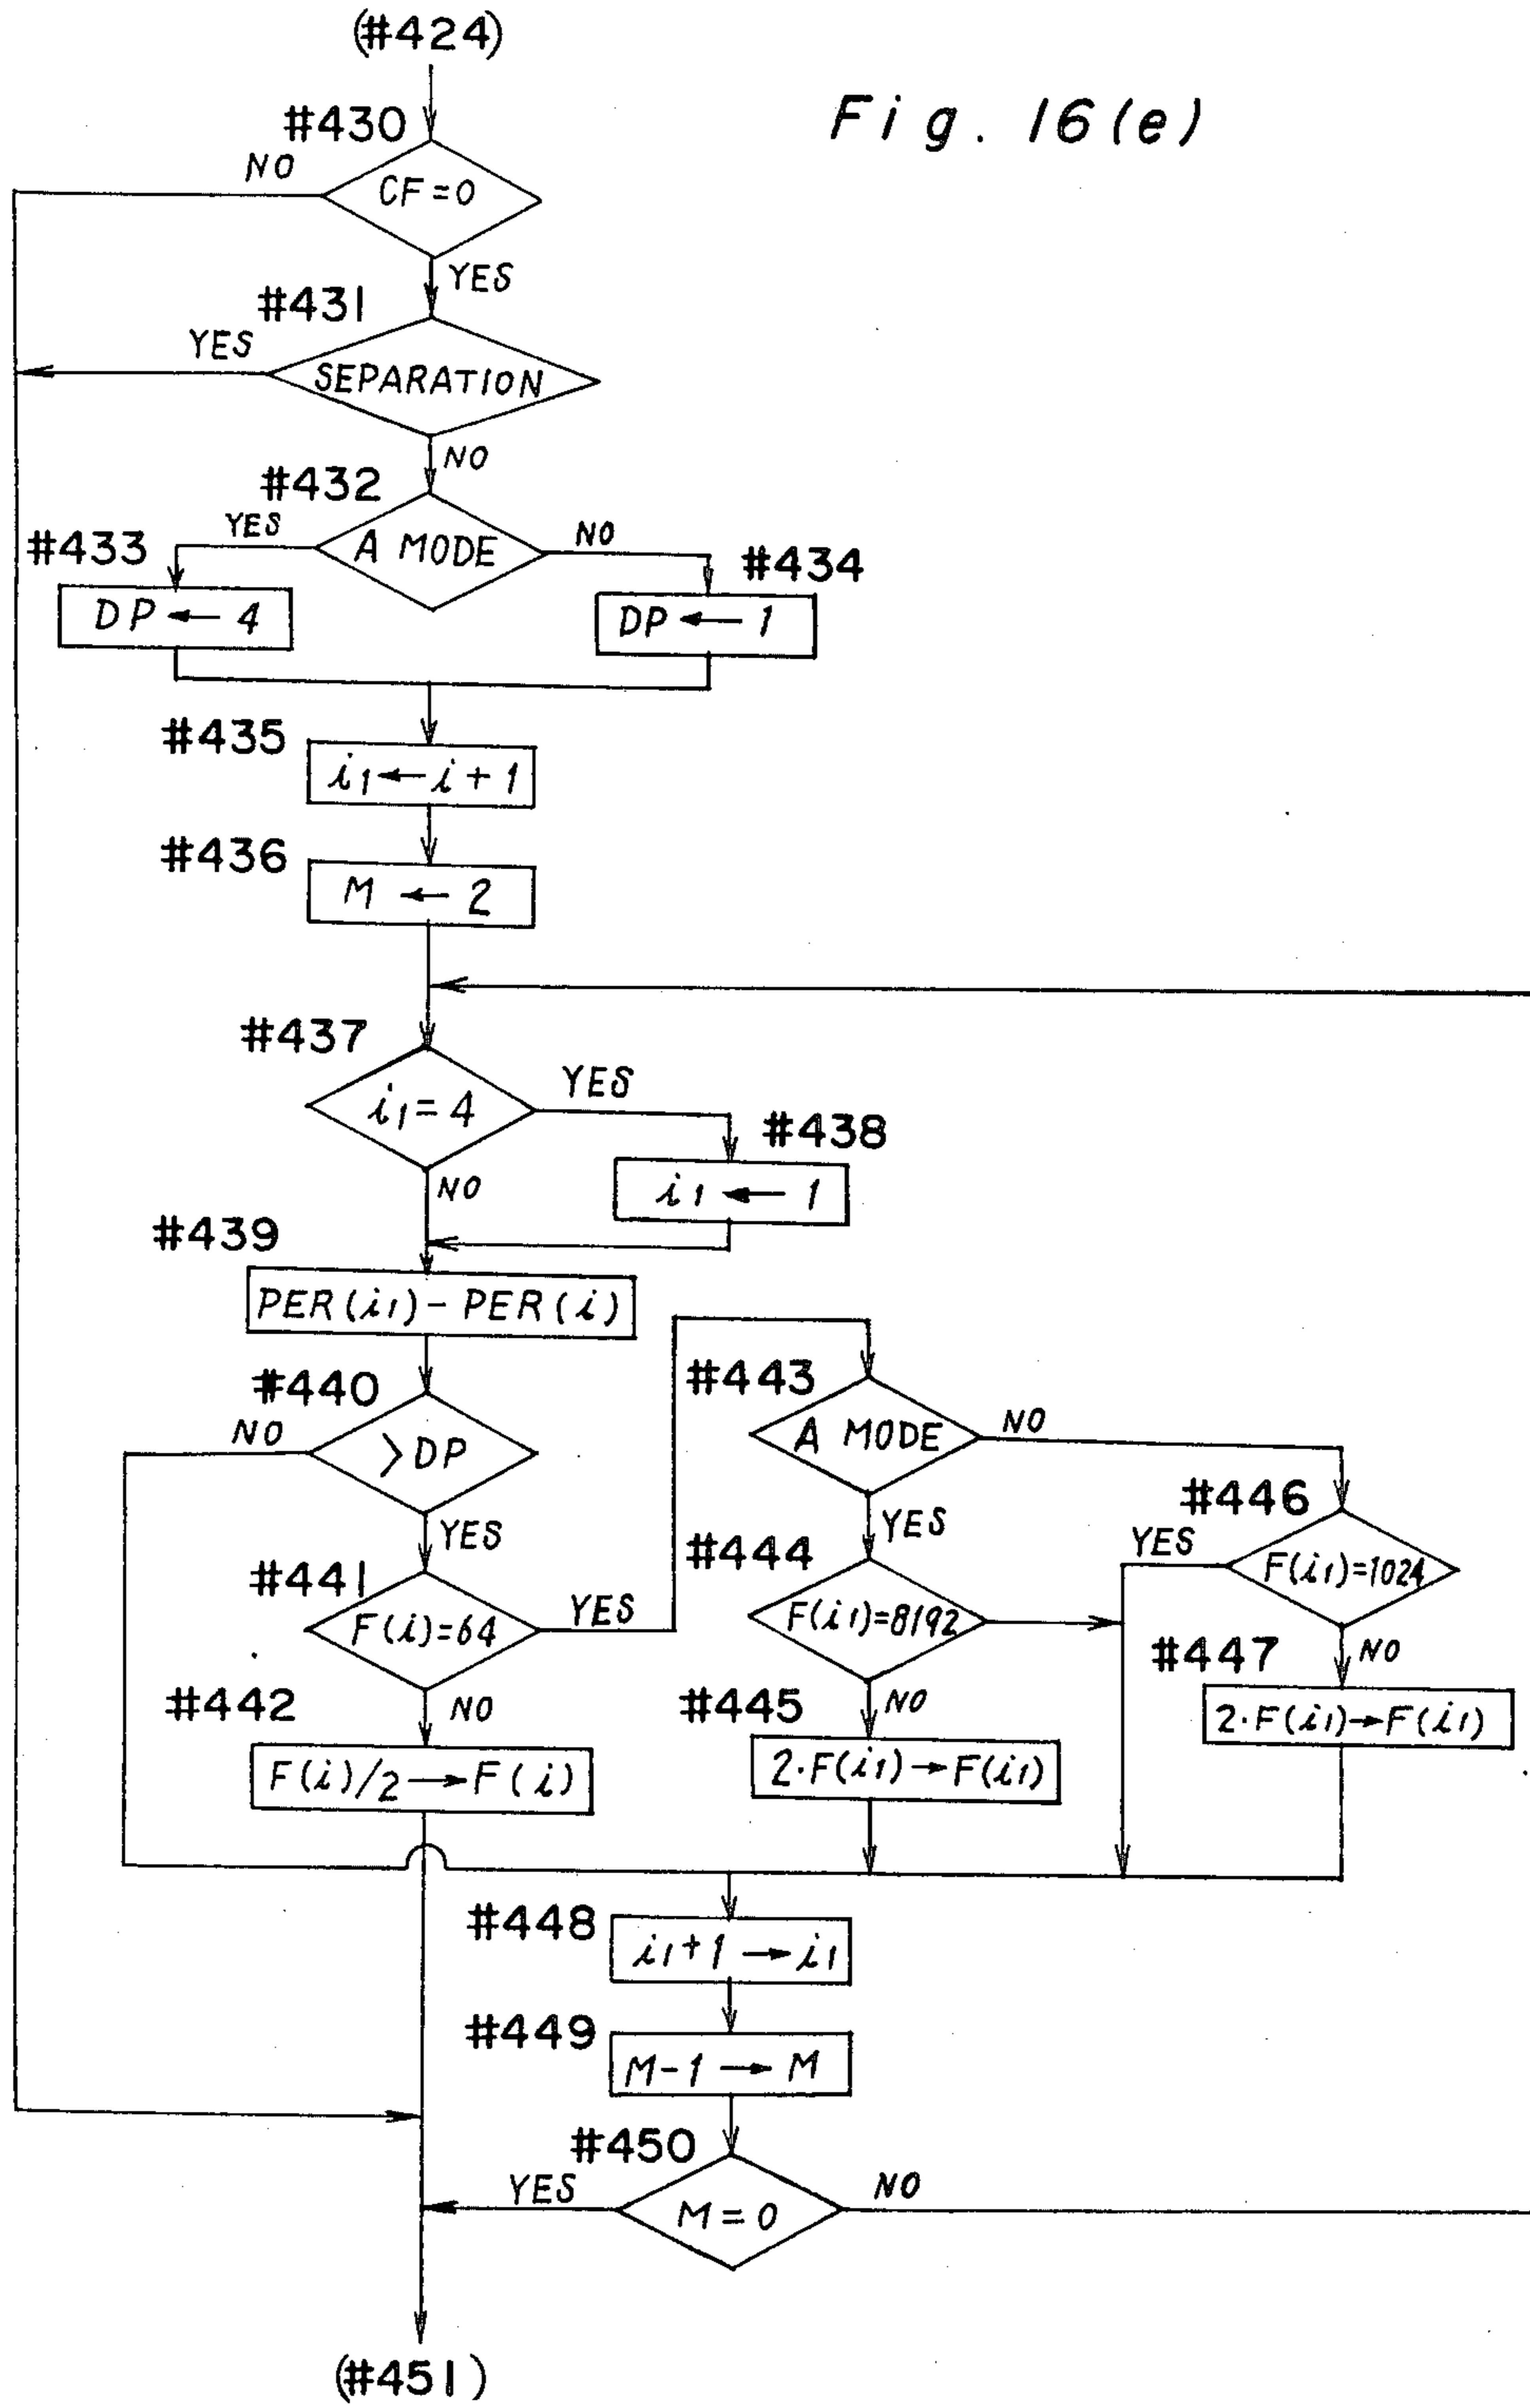 (#424)
Fig. 16(e)
#430
NO
CF=0
YES
#431
YES
SEPARATION
NO
#432
YES
A MODE
NO
#433
#434
DP ← 4
DP ← 1
#435
i1 ← i + 1
#436
M ← 2
#437
i1 = 4
YES
#438
NO
i1 ← 1
#439
PER(i1) - PER(i)
#440
NO
> DP
YES
#443
A MODE
NO
#446
YES
F(i1)=1024
YES
#444
#441
F(i)=64
YES
F(i1)=8192
NO
#447
2·F(i1)→F(i1)
#442
NO
F(i)/2 → F(i)
#445
NO
2·F(i1)→F(i1)
#448
i1+1 → i1
#449
M-1 → M
#450
YES
M = 0
NO
(#451)